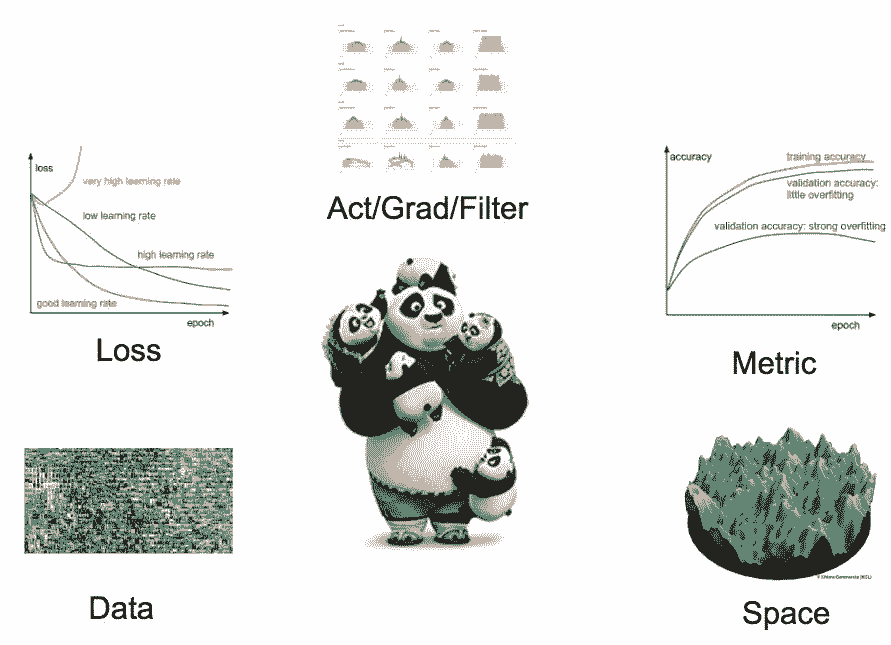 Act/Grad/Filter
loss
very high learning rate
low learning rate
high learning rate
good learning rate
epoch
Loss
accuracy
training accuracy
validation accuracy:
little overfitting
validation accuracy: strong overfitting
epoch
Metric
Data
Space